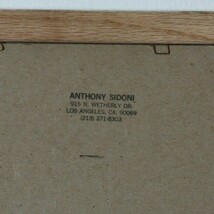 ANTHONY SIDONI
915 N. WETHERLY DR.
LOS ANGELES, CA. 90069
(213) 271-8303